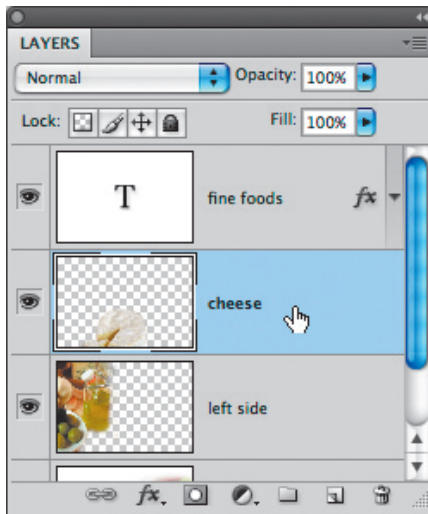 LAYERS
Normal Opacity: 100%
Lock: Fill: 100%
T fine foods fx
cheese
left side
fx.